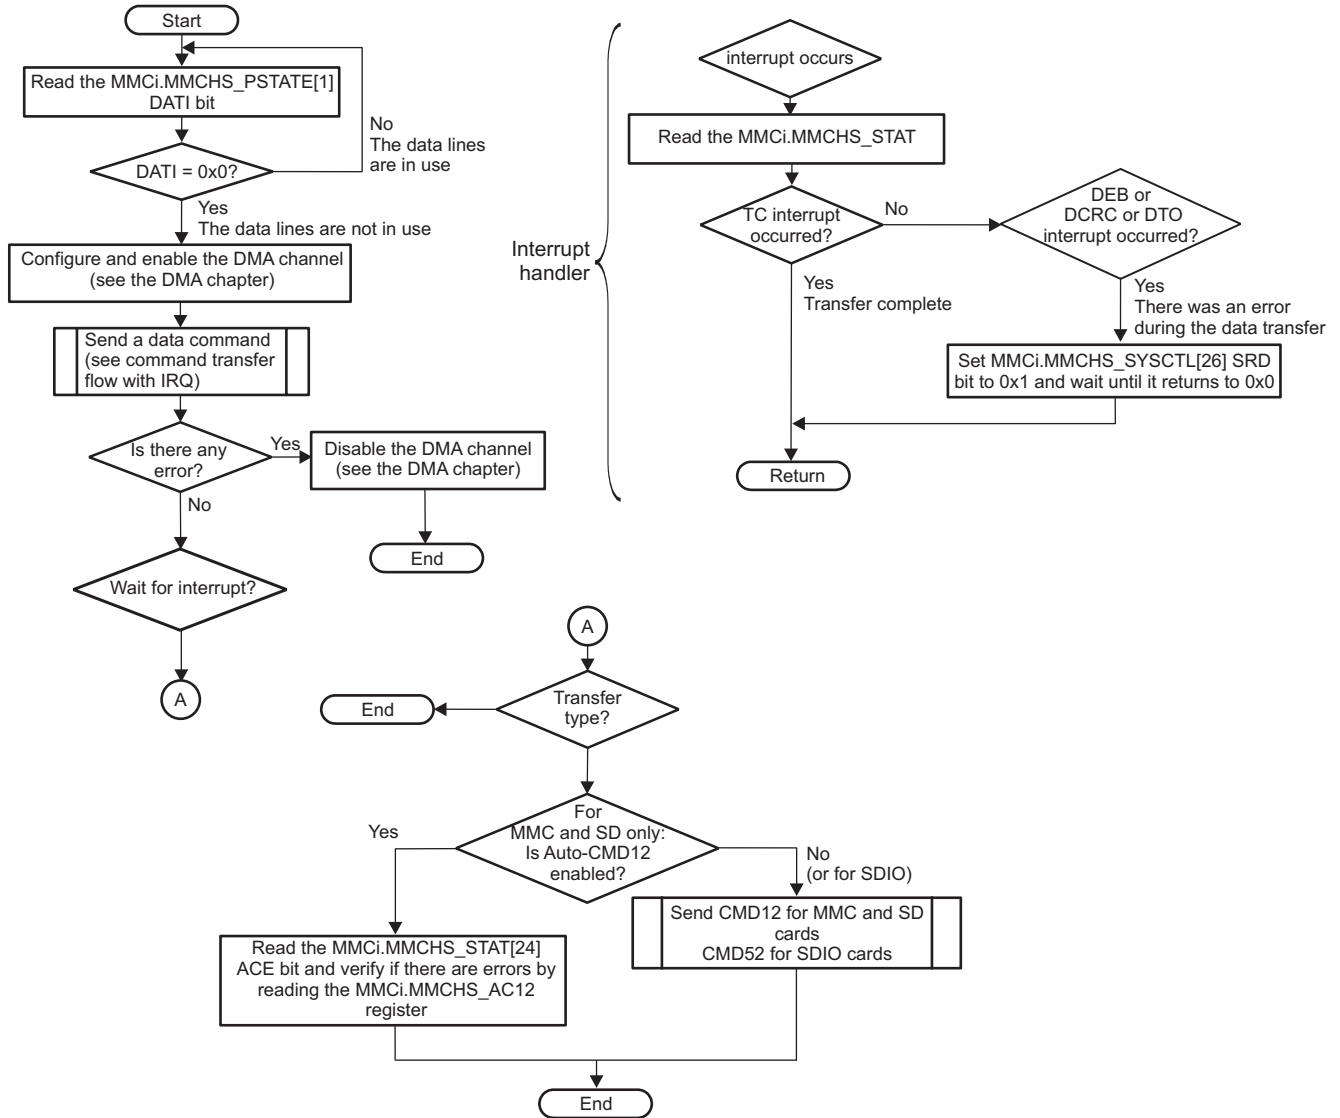 Start
Read the MMCi.MMCHS_PSTATE[1]
DATI bit
No
The data lines
are in use
DATI = 0x0?
Yes
The data lines are not in use
Configure and enable the DMA channel
(see the DMA chapter)
Send a data command
(see command transfer
flow with IRQ)
Is there any
error?
Yes
Disable the DMA channel
(see the DMA chapter)
End
No
Wait for interrupt?
A
Interrupt
handler
interrupt occurs
Read the MMCi.MMCHS_STAT
TC interrupt
occurred?
No
DEB or
DCRC or DTO
interrupt occurred?
Yes
Transfer complete
Yes
There was an error
during the data transfer
Set MMCi.MMCHS_SYSCTL[26] SRD
bit to 0x1 and wait until it returns to 0x0
Return
A
Transfer
type?
End
For
MMC and SD only:
Is Auto-CMD12
enabled?
Yes
No
(or for SDIO)
Read the MMCi.MMCHS_STAT[24]
ACE bit and verify if there are errors by
reading the MMCi.MMCHS_AC12
register
Send CMD12 for MMC and SD
cards
CMD52 for SDIO cards
End